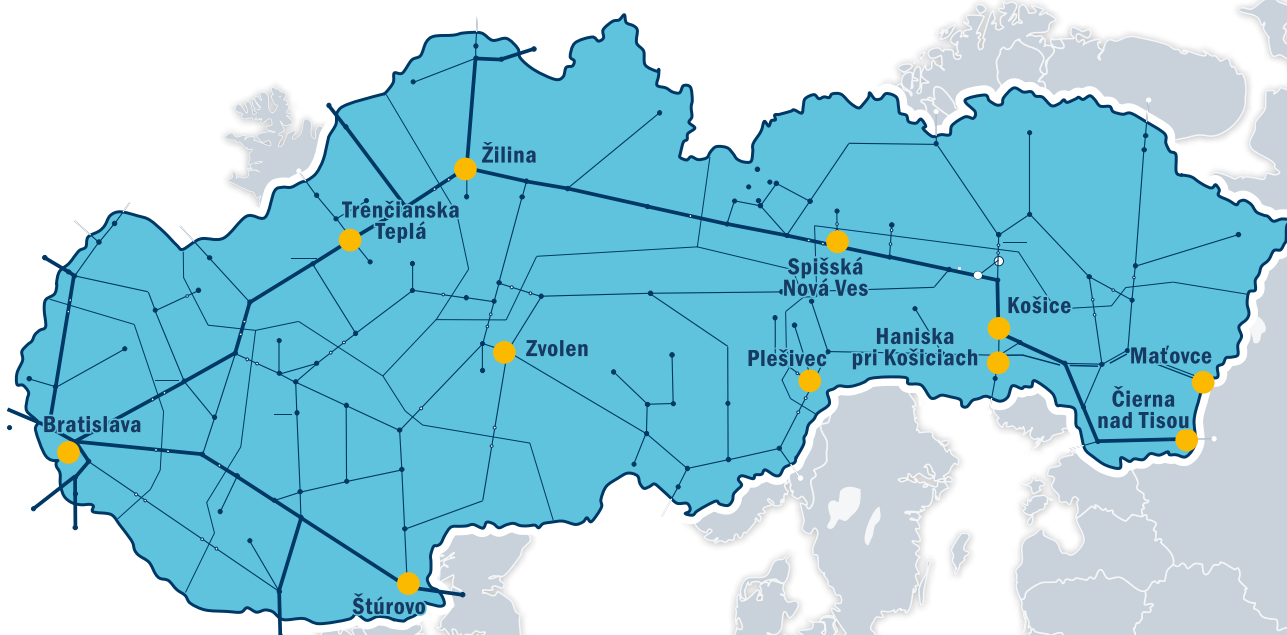 Žilina
Trenčianska
Teplá
Spišská
Nová Ves
Košice
Haniska
pri Košiciach
Zvolen
Plešivec
Maťovce
Čierna
nad Tisou
Bratislava
Štúrovo